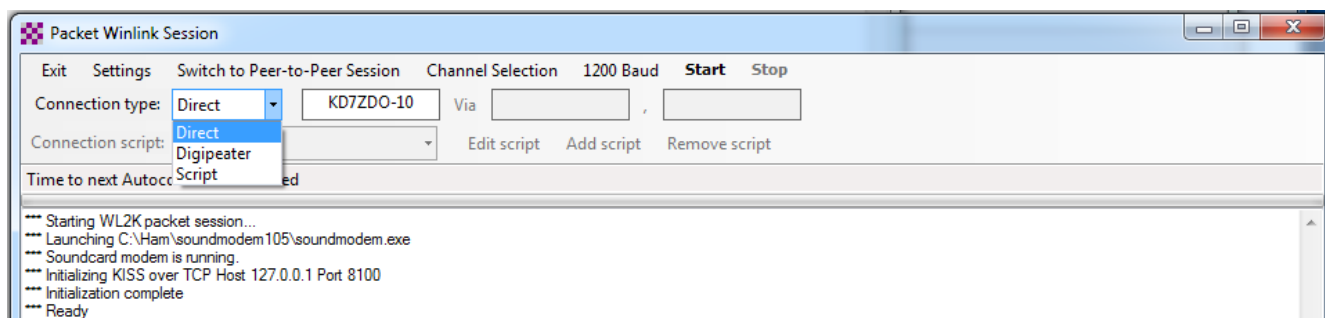 Packet Winlink Session
Exit Settings Switch to Peer-to-Peer Session Channel Selection 1200 Baud Start Stop
Connection type: Direct KD7ZDO-10 Via ,
Direct
Connection script: Edit script Add script Remove script
Digipeater
Script
Time to next ed
*** Starting WL2K packet session...
*** Launching C:\Ham\soundmodem105\soundmodem.exe
*** Soundcard modem is running.
*** Initializing KISS over TCP Host 127.0.0.1 Port 8100
*** Initialization complete
*** Ready